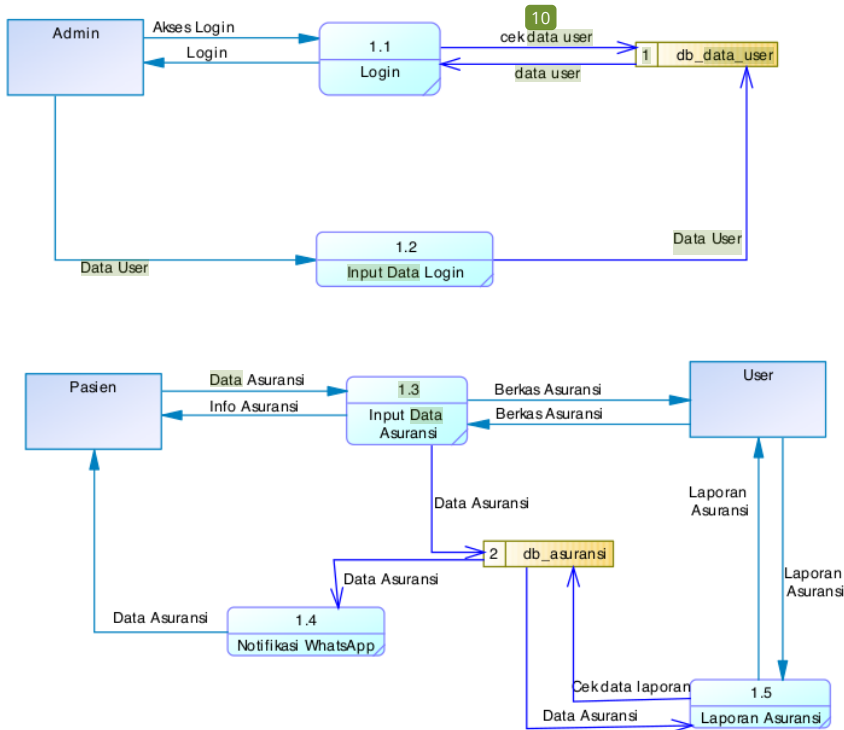 10
Admin
Akses Login
Login
1.1
Login
cek data user
data user
1 db_data_user
Data User
1.2
Input Data Login
Data User
Pasien
Data Asuransi
Info Asuransi
1.3
Input Data
Asuransi
Berkas Asuransi
Berkas Asuransi
User
Data Asuransi
Laporan
Asuransi
2 db_asuransi
Data Asuransi
Laporan
Asuransi
Data Asuransi
1.4
Notifikasi WhatsApp
Cek data laporan
Data Asuransi
1.5
Laporan Asuransi